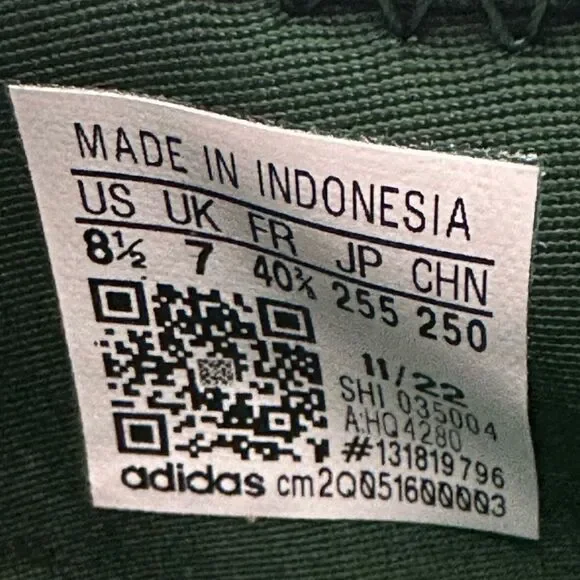 MADE IN INDONESIA
US UK FR JP CHN
8½ 7 40⅔ 255 250
11/22
SHI 035004
A:HQ4280
#131819796
adidas cm2Q051600003